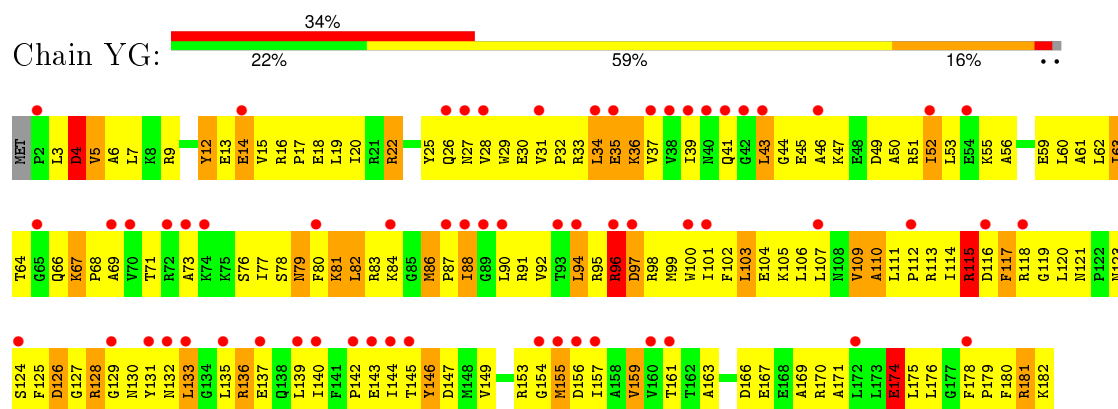 34%
Chain YG:
22% 59% 16% ..
MET P2 L3 D4 V5 A6 L7 K8 R9 Y12 E13 E14 V15 R16 P17 E18 L19 I20 R21 R22 Y25 Q26 N27 V28 W29 E30 V31 P32 R33 L34 E35 K36 V37 V38 I39 N40 Q41 G42 L43 G44 E45 A46 K47 E48 D49 A50 R51 I52 L53 E54 K55 A56 E59 L60 A61 L62 I63
T64 G65 Q66 K67 P68 A69 V70 T71 R72 A73 K74 K75 S76 I77 S78 N79 F80 K81 L82 R83 K84 G85 M86 P87 I88 G89 L90 R91 V92 T93 L94 R95 R96 D97 R98 M99 W100 I101 F102 L103 E104 K105 L106 L107 N108 V109 A110 L111 P112 R113 I114 R115 D116 F117 R118 G119 L120 N121 P122 N123
S124 F125 D126 G127 R128 G129 N130 Y131 N132 L133 G134 L135 R136 E137 Q138 L139 I140 F141 P142 E143 I144 T145 Y146 D147 M148 V149 R153 G154 M155 D156 I157 A158 V159 V160 T161 T162 A163 D166 E167 E168 A169 R170 A171 L172 L173 E174 L175 L176 G177 F178 P179 F180 R181 K182